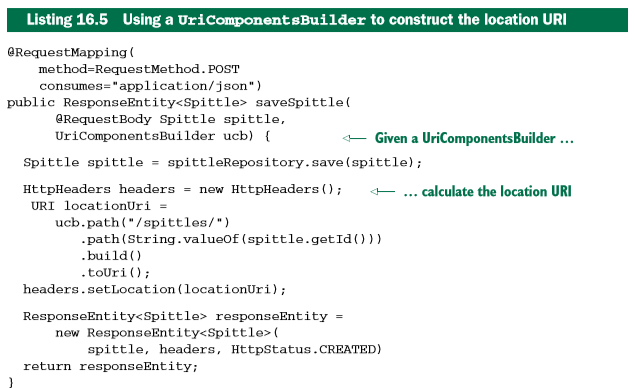 Listing 16.5 Using a UriComponentsBuilder to construct the location URI
@RequestMapping(
method=RequestMethod.POST
consumes="application/json")
public ResponseEntity<Spittle> saveSpittle(
@RequestBody Spittle spittle,
UriComponentsBuilder ucb) { Given a UriComponentsBuilder ...
Spittle spittle = spittleRepository.save(spittle);
HttpHeaders headers = new HttpHeaders(); ... calculate the location URI
URI locationUri =
ucb.path("/spittles/")
.path(String.valueOf(spittle.getId()))
.build()
.toUri();
headers.setLocation(locationUri);
ResponseEntity<Spittle> responseEntity =
new ResponseEntity<Spittle>(
spittle, headers, HttpStatus.CREATED)
return responseEntity;
}